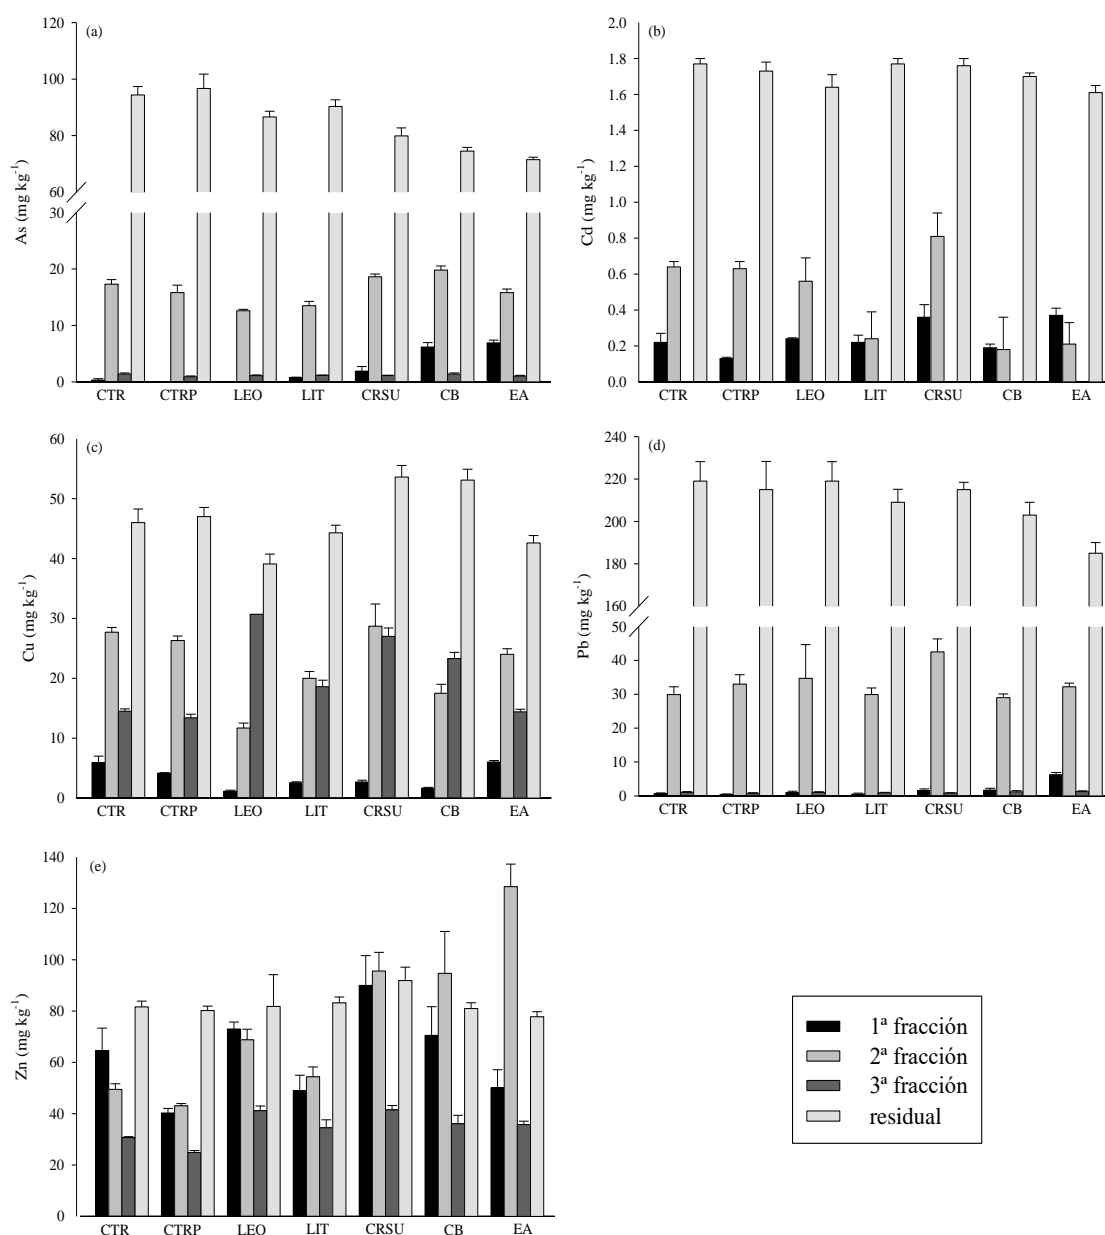 (a)
As (mg kg-1)
120
100
80
60
30
20
10
0
CTR CTRP LEO LIT CRSU CB EA
(b)
Cd (mg kg-1)
2.0
1.8
1.6
1.4
0.8
0.6
0.4
0.2
0.0
CTR CTRP LEO LIT CRSU CB EA
(c)
Cu (mg kg-1)
60
50
40
30
20
10
0
CTR CTRP LEO LIT CRSU CB EA
(d)
Pb (mg kg-1)
240
220
200
180
160
50
40
30
20
10
0
CTR CTRP LEO LIT CRSU CB EA
(e)
Zn (mg kg-1)
140
120
100
80
60
40
20
0
CTR CTRP LEO LIT CRSU CB EA
1ª fracción
2ª fracción
3ª fracción
residual